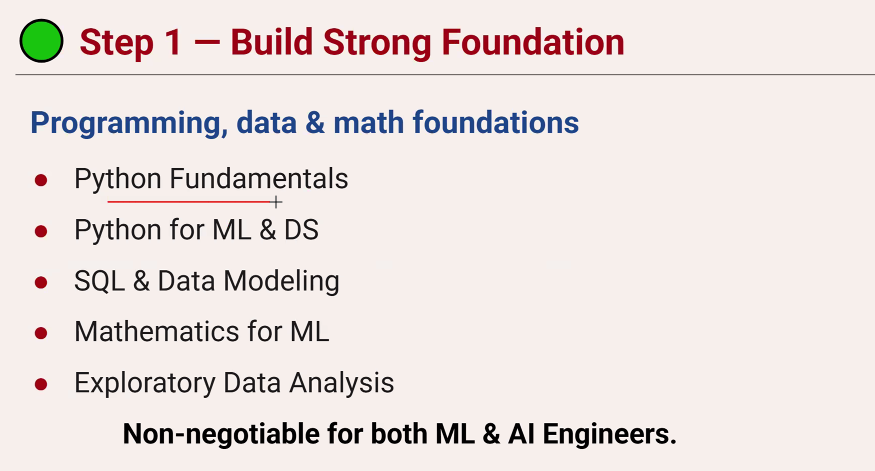 Step 1 — Build Strong Foundation
Programming, data & math foundations
● Python Fundamentals
● Python for ML & DS
● SQL & Data Modeling
● Mathematics for ML
● Exploratory Data Analysis
Non-negotiable for both ML & AI Engineers.